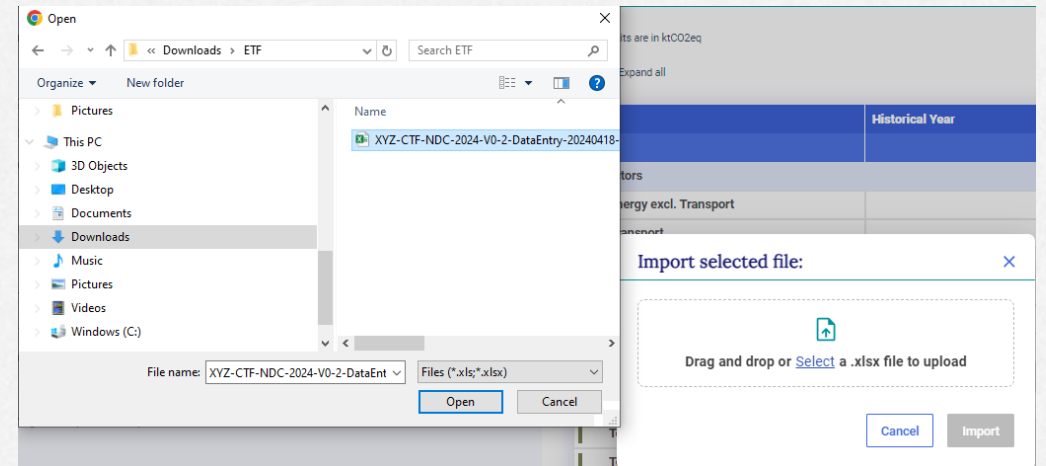 Open
« Downloads › ETF
Search ETF
Organize
New folder
Pictures
This PC
3D Objects
Desktop
Documents
Downloads
Music
Pictures
Videos
Windows (C:)
Name
XYZ-CTF-NDC-2024-V0-2-DataEntry-20240418-
File name:
XYZ-CTF-NDC-2024-V0-2-DataEnt
Files (*.xls;*.xlsx)
Open
Cancel
its are in ktCO2eq
Expand all
Historical Year
tors
nergy excl. Transport
ansport
Import selected file:
Drag and drop or Select a .xlsx file to upload
Cancel
Import